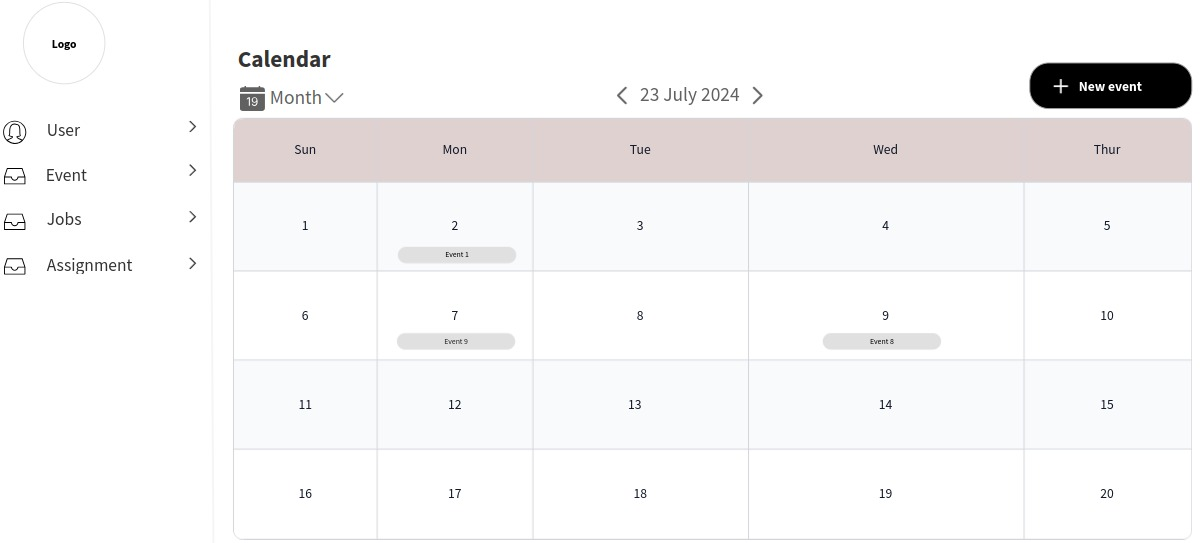 Logo
User
Event
Jobs
Assignment
Calendar
19 Month
23 July 2024
New event
Sun Mon Tue Wed Thur
1 2 3 4 5
Event 1
6 7 8 9 10
Event 9 Event 8
11 12 13 14 15
16 17 18 19 20